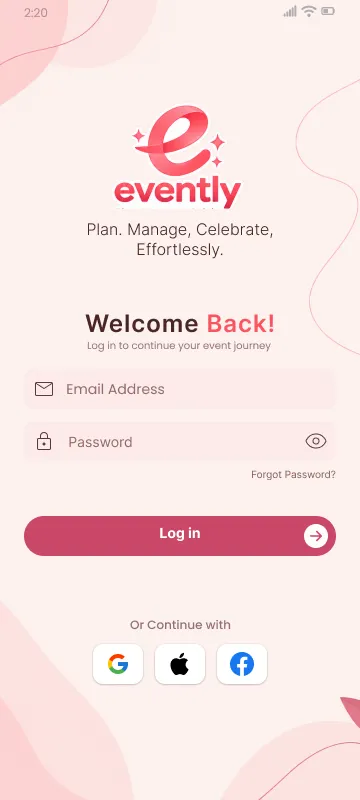 2:20
evently
Plan. Manage, Celebrate,
Effortlessly.
Welcome Back!
Log in to continue your event journey
Email Address
Password
Forgot Password?
Log in
Or Continue with